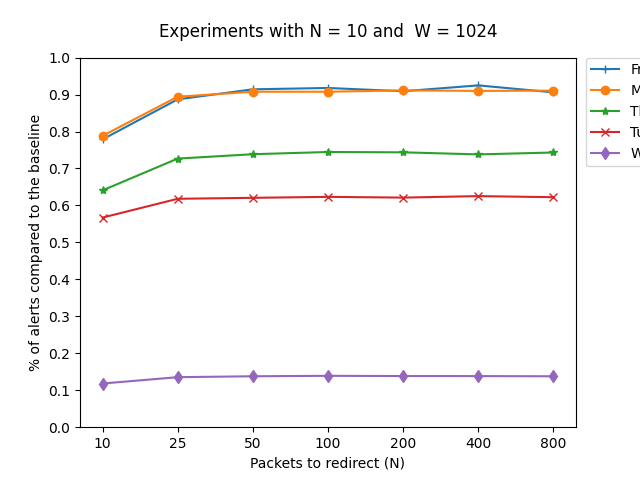 Experiments with N = 10 and  W = 1024
% of alerts compared to the baseline
1.0
0.9
0.8
0.7
0.6
0.5
0.4
0.3
0.2
0.1
0.0
10 25 50 100 200 400 800
Packets to redirect (N)